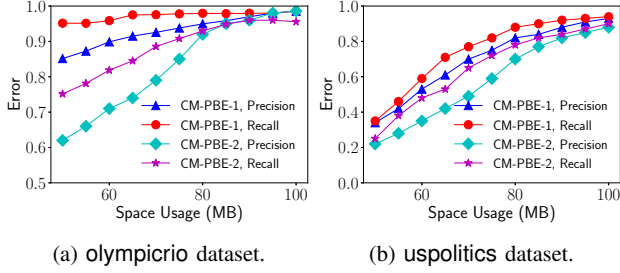 1.0
0.9
0.8
0.7
0.6
0.5
Error
CM-PBE-1, Precision
CM-PBE-1, Recall
CM-PBE-2, Precision
CM-PBE-2, Recall
60 80 100
Space Usage (MB)
(a) olympicrio dataset.
1.0
0.8
0.6
0.4
0.2
0.0
Error
CM-PBE-1, Precision
CM-PBE-1, Recall
CM-PBE-2, Precision
CM-PBE-2, Recall
60 80 100
Space Usage (MB)
(b) uspolitics dataset.